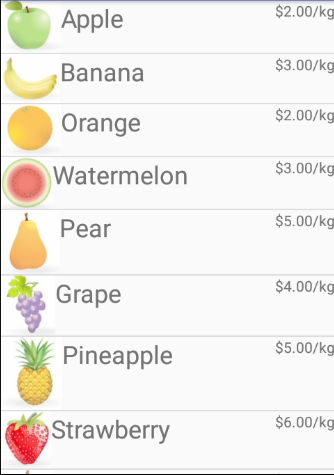 Apple $2.00/kg
Banana $3.00/kg
Orange $2.00/kg
Watermelon $3.00/kg
Pear $5.00/kg
Grape $4.00/kg
Pineapple $5.00/kg
Strawberry $6.00/kg